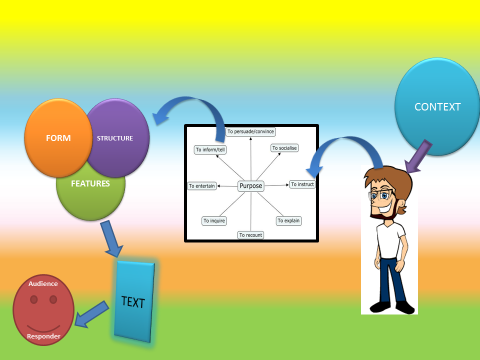 CONTEXT
FORM
STRUCTURE
FEATURES
To persuade/convince
To inform/tell
To socialise
To entertain
Purpose
To instruct
To inquire
To explain
To recount
TEXT
Audience
Responder